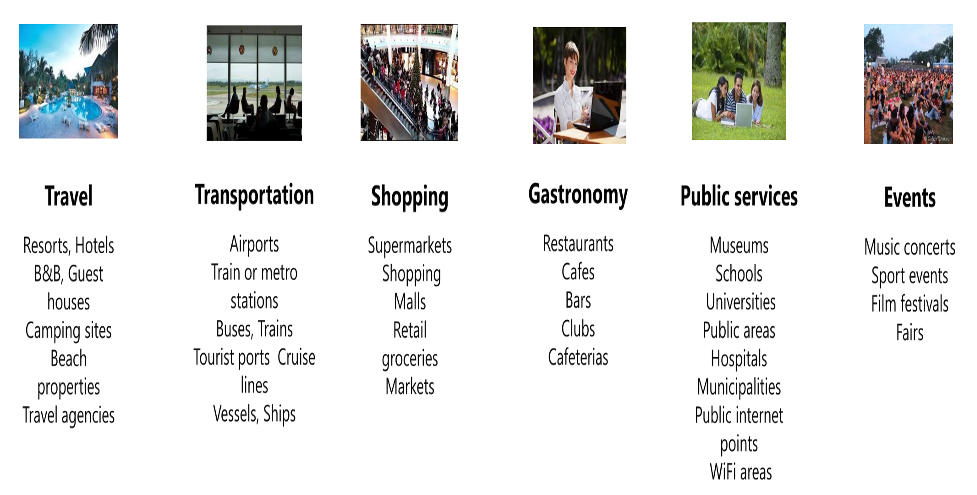 Travel
Resorts, Hotels
B&B, Guest
houses
Camping sites
Beach
properties
Travel agencies
Transportation
Airports
Train or metro
stations
Buses, Trains
Tourist ports Cruise
lines
Vessels, Ships
Shopping
Supermarkets
Shopping
Malls
Retail
groceries
Markets
Gastronomy
Restaurants
Cafes
Bars
Clubs
Cafeterias
Public services
Museums
Schools
Universities
Public areas
Hospitals
Municipalities
Public internet
points
WiFi areas
Events
Music concerts
Sport events
Film festivals
Fairs